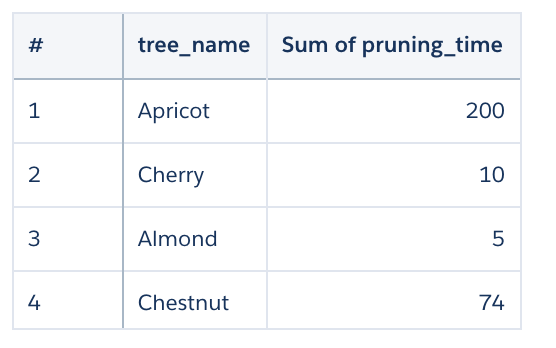 # tree_name Sum of pruning_time
1 Apricot 200
2 Cherry 10
3 Almond 5
4 Chestnut 74